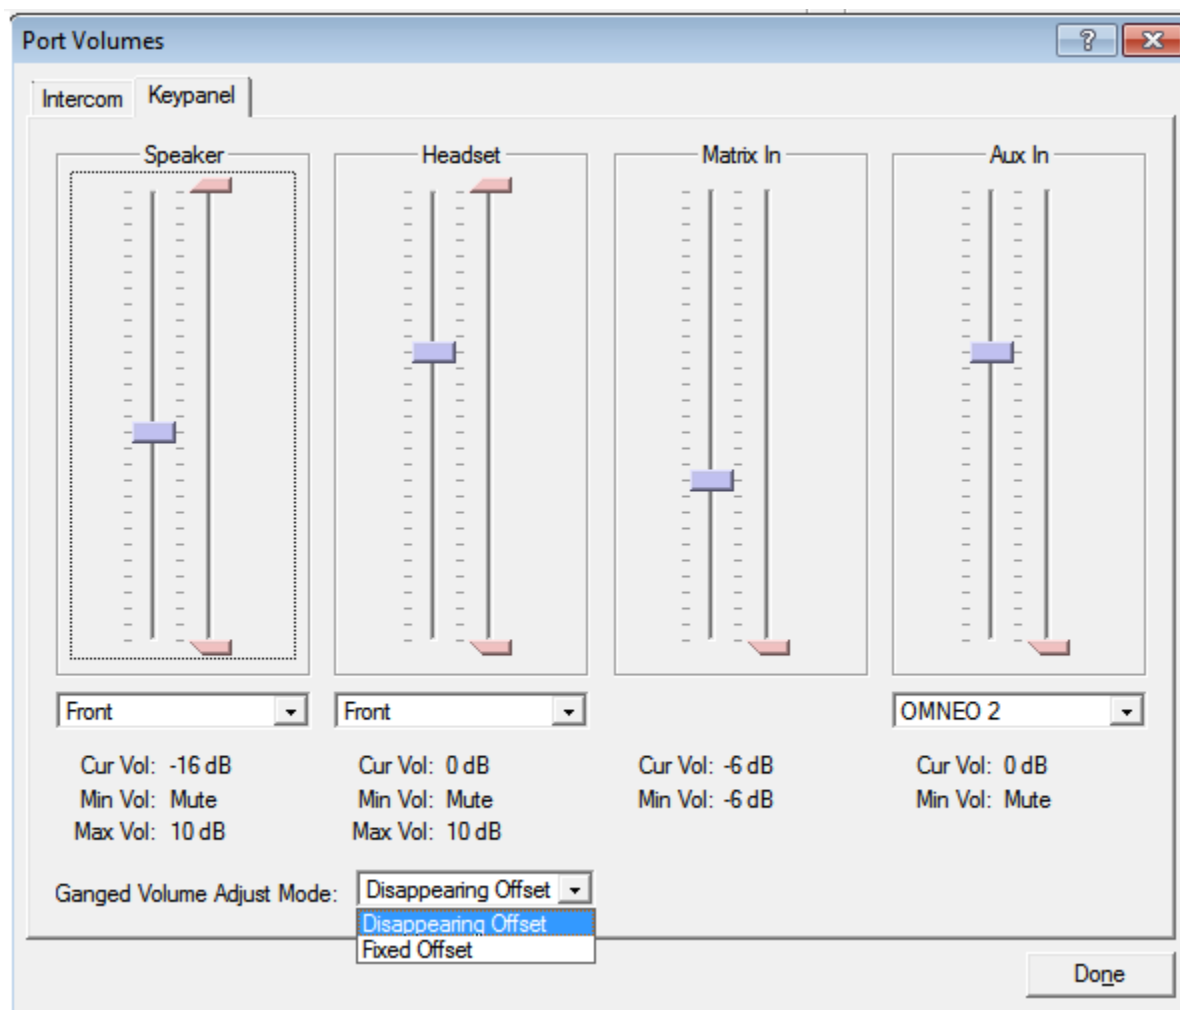 Port Volumes
?
Intercom Keypanel
Speaker Headset Matrix In Aux In
Front Front OMNEO 2
Cur Vol: -16 dB Cur Vol: 0 dB Cur Vol: -6 dB Cur Vol: 0 dB
Min Vol: Mute Min Vol: Mute Min Vol: -6 dB Min Vol: Mute
Max Vol: 10 dB Max Vol: 10 dB
Ganged Volume Adjust Mode: Disappearing Offset
Disappearing Offset
Fixed Offset
Done